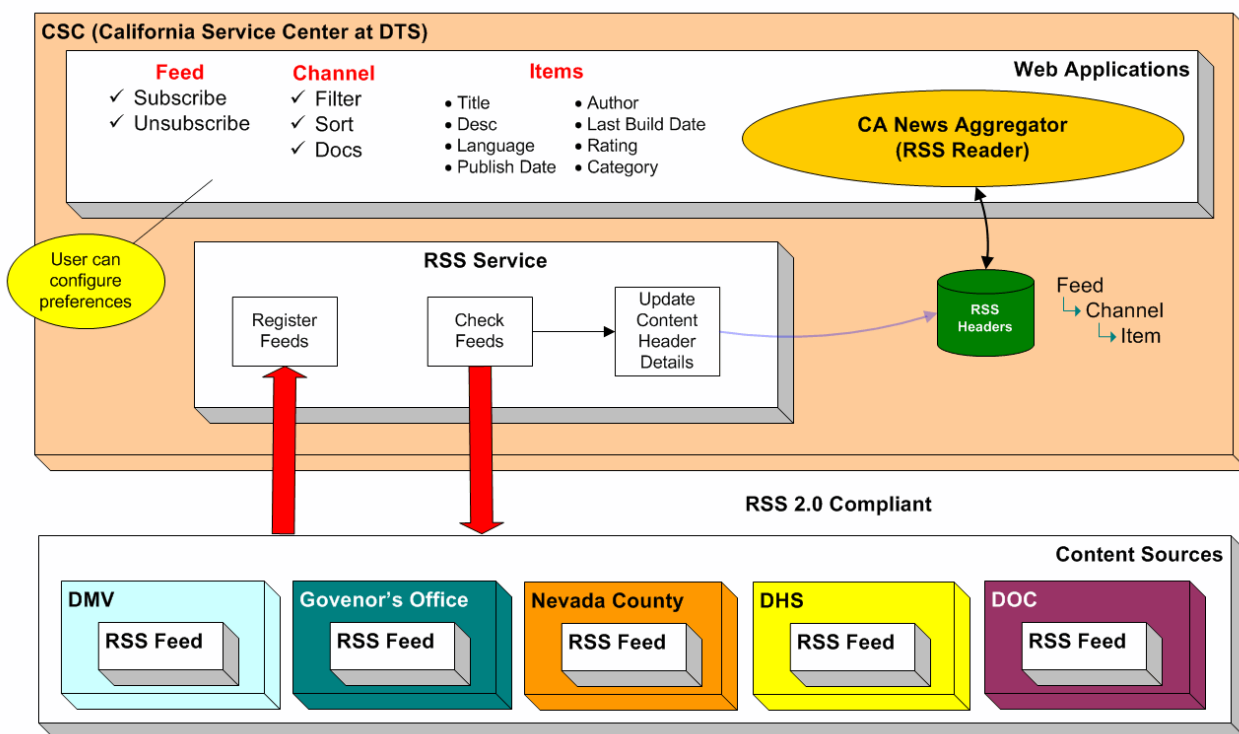 CSC (California Service Center at DTS)
Web Applications
Feed
✓ Subscribe
✓ Unsubscribe
Channel
✓ Filter
✓ Sort
✓ Docs
Items
• Title
• Desc
• Language
• Publish Date
• Author
• Last Build Date
• Rating
• Category
CA News Aggregator
(RSS Reader)
User can
configure
preferences
RSS Service
Register
Feeds
Check
Feeds
Update
Content
Header
Details
RSS
Headers
Feed
Channel
Item
RSS 2.0 Compliant
Content Sources
DMV
RSS Feed
Govenor's Office
RSS Feed
Nevada County
RSS Feed
DHS
RSS Feed
DOC
RSS Feed